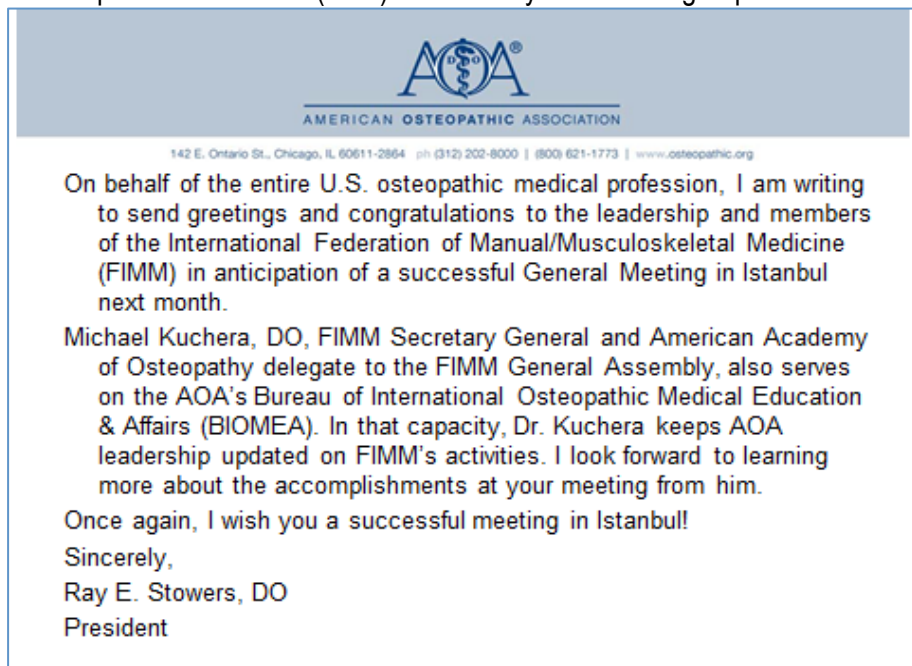 AOA®
D O
AMERICAN OSTEOPATHIC ASSOCIATION
142 E. Ontario St., Chicago, IL 60611-2864 ph (312) 202-8000 | (800) 621-1773 | www.osteopathic.org
On behalf of the entire U.S. osteopathic medical profession, I am writing
to send greetings and congratulations to the leadership and members
of the International Federation of Manual/Musculoskeletal Medicine
(FIMM) in anticipation of a successful General Meeting in Istanbul
next month.
Michael Kuchera, DO, FIMM Secretary General and American Academy
of Osteopathy delegate to the FIMM General Assembly, also serves
on the AOA's Bureau of International Osteopathic Medical Education
& Affairs (BIOMEA). In that capacity, Dr. Kuchera keeps AOA
leadership updated on FIMM's activities. I look forward to learning
more about the accomplishments at your meeting from him.
Once again, I wish you a successful meeting in Istanbul!
Sincerely,
Ray E. Stowers, DO
President